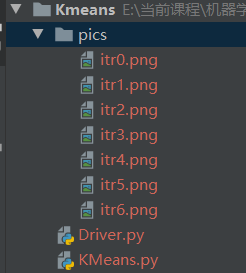 Kmeans E:\当前课程\机器学
pics
itr0.png
itr1.png
itr2.png
itr3.png
itr4.png
itr5.png
itr6.png
Driver.py
KMeans.py